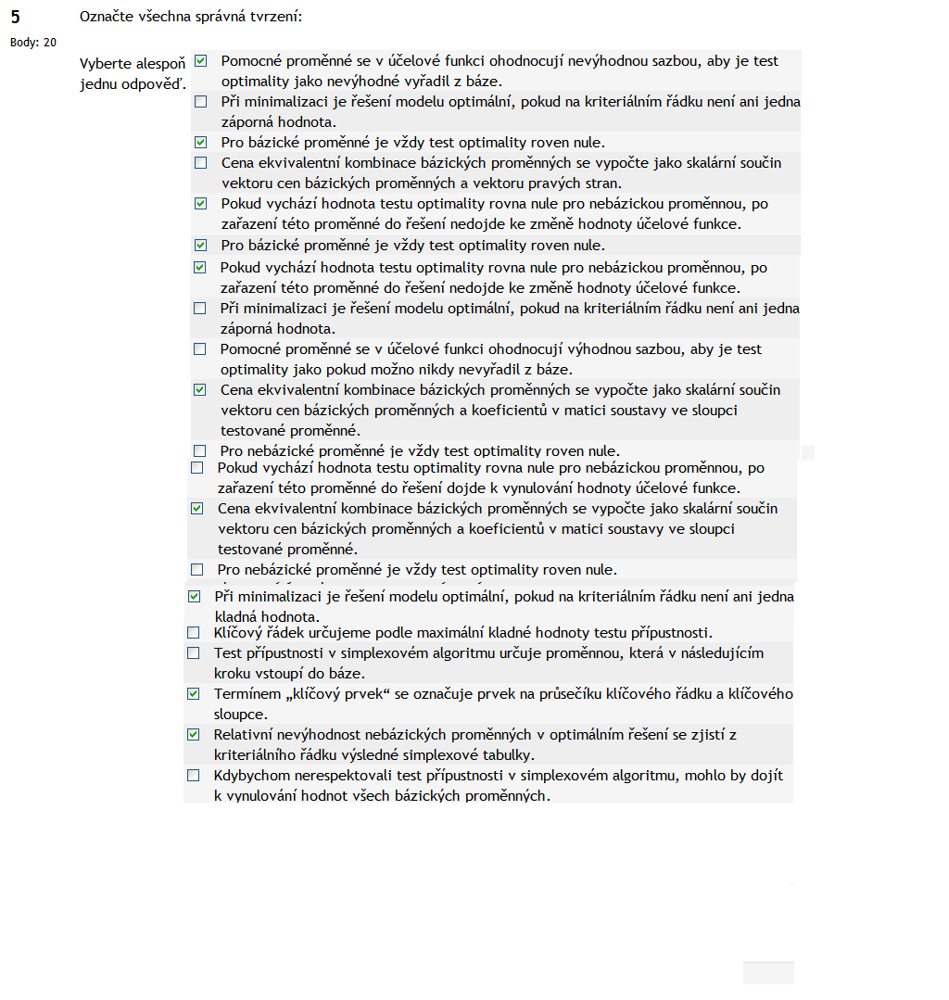 5
Označte všechna správná tvrzení:
Body: 20
Vyberte alespoň
jednu odpověď.
Pomocné proměnné se v účelové funkci ohodnocují nevýhodnou sazbou, aby je test
optimality jako nevýhodné vyřadil z báze.
Při minimalizaci je řešení modelu optimální, pokud na kriteriálním řádku není ani jedna
záporná hodnota.
Pro bázické proměnné je vždy test optimality roven nule.
Cena ekvivalentní kombinace bázických proměnných se vypočte jako skalární součin
vektoru cen bázických proměnných a vektoru pravých stran.
Pokud vychází hodnota testu optimality rovna nule pro nebázickou proměnnou, po
zařazení této proměnné do řešení nedojde ke změně hodnoty účelové funkce.
Pro bázické proměnné je vždy test optimality roven nule.
Pokud vychází hodnota testu optimality rovna nule pro nebázickou proměnnou, po
zařazení této proměnné do řešení nedojde ke změně hodnoty účelové funkce.
Při minimalizaci je řešení modelu optimální, pokud na kriteriálním řádku není ani jedna
záporná hodnota.
Pomocné proměnné se v účelové funkci ohodnocují výhodnou sazbou, aby je test
optimality jako pokud možno nikdy nevyřadil z báze.
Cena ekvivalentní kombinace bázických proměnných se vypočte jako skalární součin
vektoru cen bázických proměnných a koeficientů v matici soustavy ve sloupci
testované proměnné.
Pro nebázické proměnné je vždy test optimality roven nule.
Pokud vychází hodnota testu optimality rovna nule pro nebázickou proměnnou, po
zařazení této proměnné do řešení dojde k vynulování hodnoty účelové funkce.
Cena ekvivalentní kombinace bázických proměnných se vypočte jako skalární součin
vektoru cen bázických proměnných a koeficientů v matici soustavy ve sloupci
testované proměnné.
Pro nebázické proměnné je vždy test optimality roven nule.
Při minimalizaci je řešení modelu optimální, pokud na kriteriálním řádku není ani jedna
kladná hodnota.
Klíčový řádek určujeme podle maximální kladné hodnoty testu přípustnosti.
Test přípustnosti v simplexovém algoritmu určuje proměnnou, která v následujícím
kroku vstoupí do báze.
Termínem „klíčový prvek“ se označuje prvek na průsečíku klíčového řádku a klíčového
sloupce.
Relativní nevýhodnost nebázických proměnných v optimálním řešení se zjistí z
kriteriálního řádku výsledné simplexové tabulky.
Kdybychom nerespektovali test přípustnosti v simplexovém algoritmu, mohlo by dojít
k vynulování hodnot všech bázických proměnných.